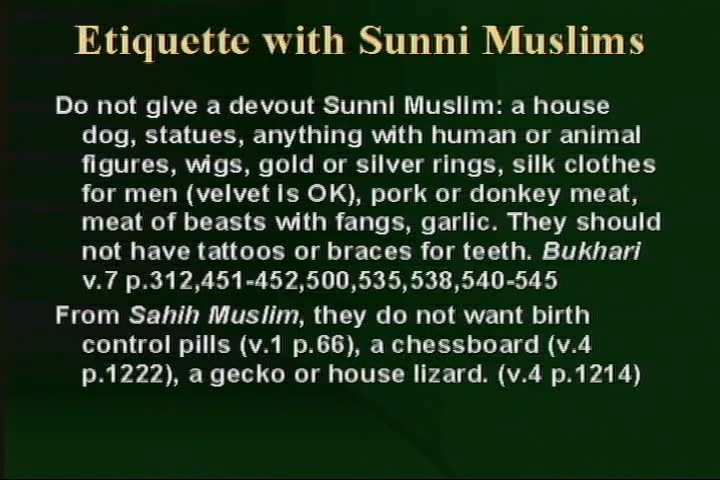 Etiquette with Sunni Muslims
Do not give a devout Sunni Muslim: a house
dog, statues, anything with human or animal
figures, wigs, gold or silver rings, silk clothes
for men (velvet Is OK), pork or donkey meat,
meat of beasts with fangs, garlic. They should
not have tattoos or braces for teeth. Bukhari
v.7 p.312,451-452,500,535,538,540-545
From Sahih Muslim, they do not want birth
control pills (v.1 p.66), a chessboard (v.4
p.1222), a gecko or house lizard. (v.4 p.1214)